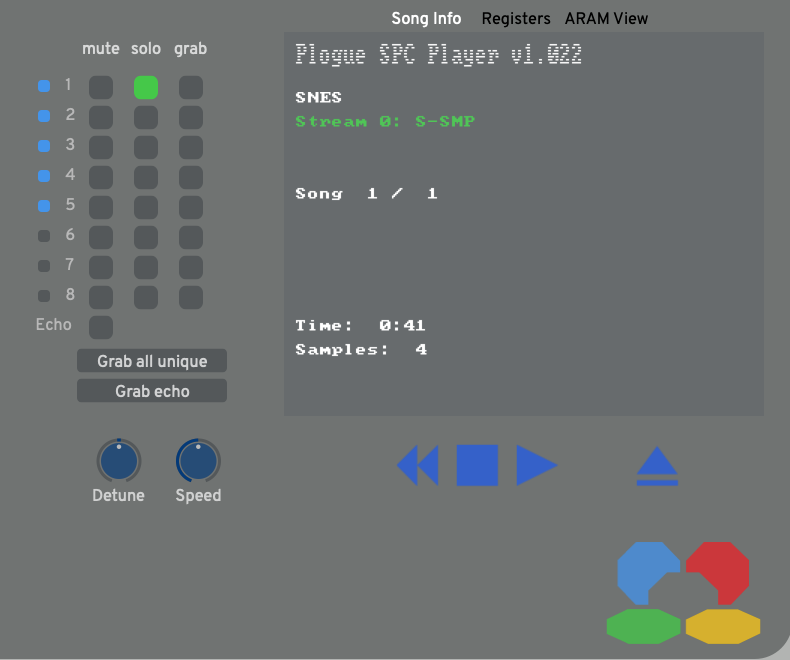 Song Info Registers ARAM View
mute solo grab
Plogue SPC Player v1.022
1
SNES
2
Stream 0: S-SMP
3
4
Song 1 / 1
5
6
7
8
Echo
Time: 0:41
Samples: 4
Grab all unique
Grab echo
Detune Speed